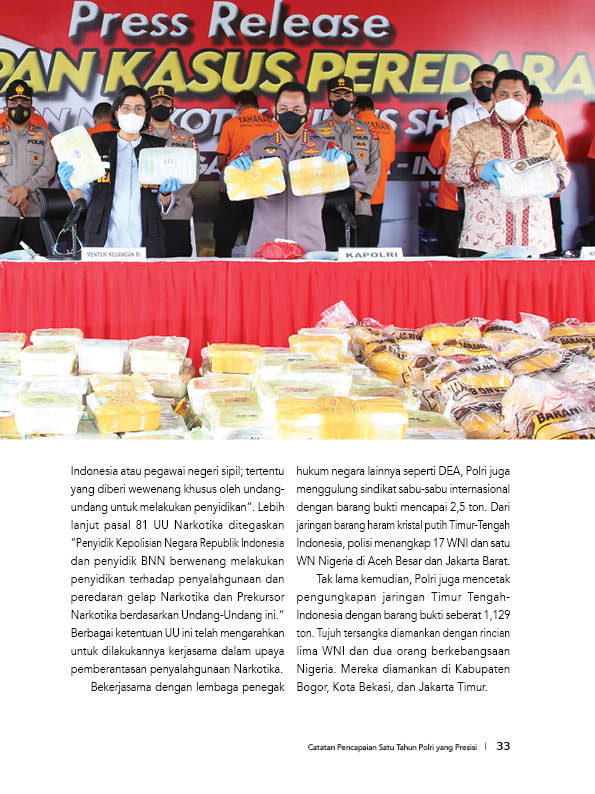 Press Release
PAN KASUS PEREDARA
TAHANAN
TAHANAN
POLRI
MENTERI KEUANGAN RI
KAPOLRI
BARANG
BARANG
Indonesia atau pegawai negeri sipil; tertentu
yang diberi wewenang khusus oleh undang-
undang untuk melakukan penyidikan”. Lebih
lanjut pasal 81 UU Narkotika ditegaskan
“Penyidik Kepolisian Negara Republik Indonesia
dan penyidik BNN berwenang melakukan
penyidikan terhadap penyalahgunaan dan
peredaran gelap Narkotika dan Prekursor
Narkotika berdasarkan Undang-Undang ini.”
Berbagai ketentuan UU ini telah mengarahkan
untuk dilakukannya kerjasama dalam upaya
pemberantasan penyalahgunaan Narkotika.
Bekerjasama dengan lembaga penegak
hukum negara lainnya seperti DEA, Polri juga
menggulung sindikat sabu-sabu internasional
dengan barang bukti mencapai 2,5 ton. Dari
jaringan barang haram kristal putih Timur-Tengah
Indonesia, polisi menangkap 17 WNI dan satu
WN Nigeria di Aceh Besar dan Jakarta Barat.
Tak lama kemudian, Polri juga mencetak
pengungkapan jaringan Timur Tengah-
Indonesia dengan barang bukti seberat 1,129
ton. Tujuh tersangka diamankan dengan rincian
lima WNI dan dua orang berkebangsaan
Nigeria. Mereka diamankan di Kabupaten
Bogor, Kota Bekasi, dan Jakarta Timur.
Catatan Pencapaian Satu Tahun Polri yang Presisi | 33